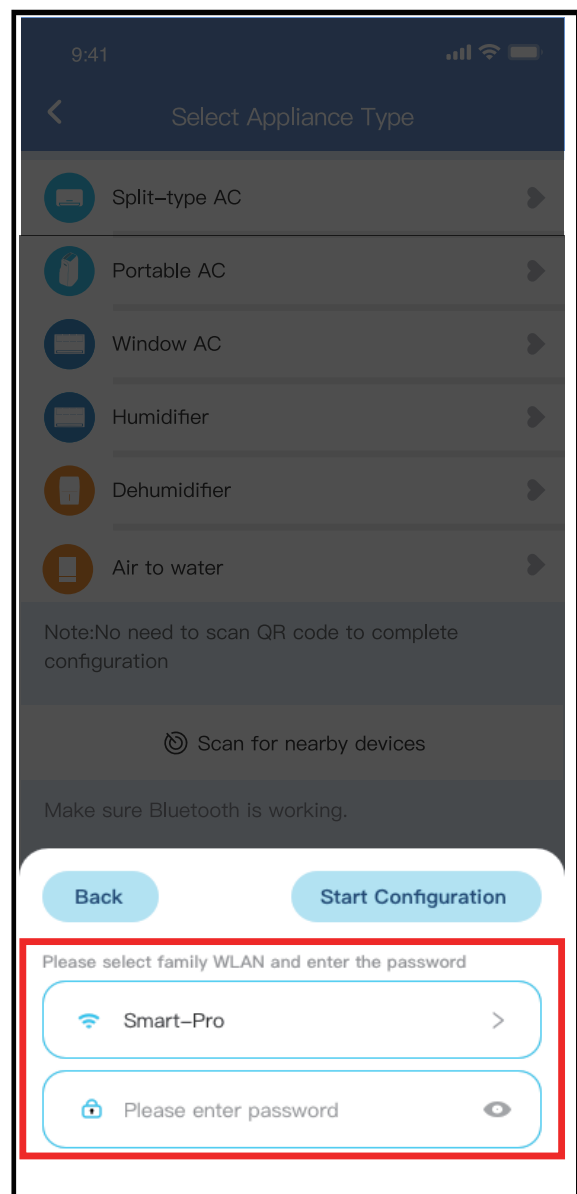 9:41
Select Appliance Type
Split–type AC
Portable AC
Window AC
Humidifier
Dehumidifier
Air to water
Note:No need to scan QR code to complete
configuration
Scan for nearby devices
Make sure Bluetooth is working.
Back
Start Configuration
Please select family WLAN and enter the password
Smart–Pro
Please enter password